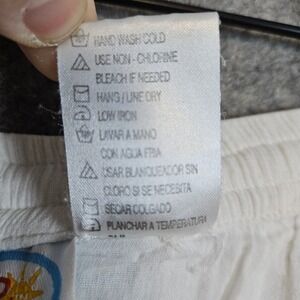 HAND WASH COLD
USE NON - CHLORINE
BLEACH IF NEEDED
HANG / LINE DRY
LOW IRON
LAVAR A MANO
CON AGUA FRIA
USAR BLANQUEADOR SIN
CLORO SI SE NECESITA
SECAR COLGADO
PLANCHAR A TEMPERATURA